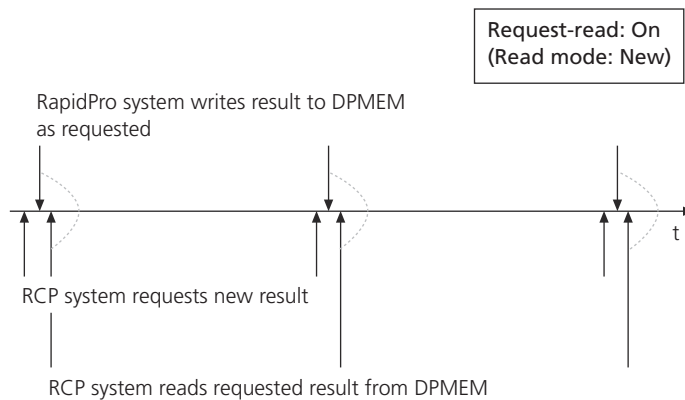 Request-read: On
(Read mode: New)
RapidPro system writes result to DPMEM
as requested
t
RCP system requests new result
RCP system reads requested result from DPMEM